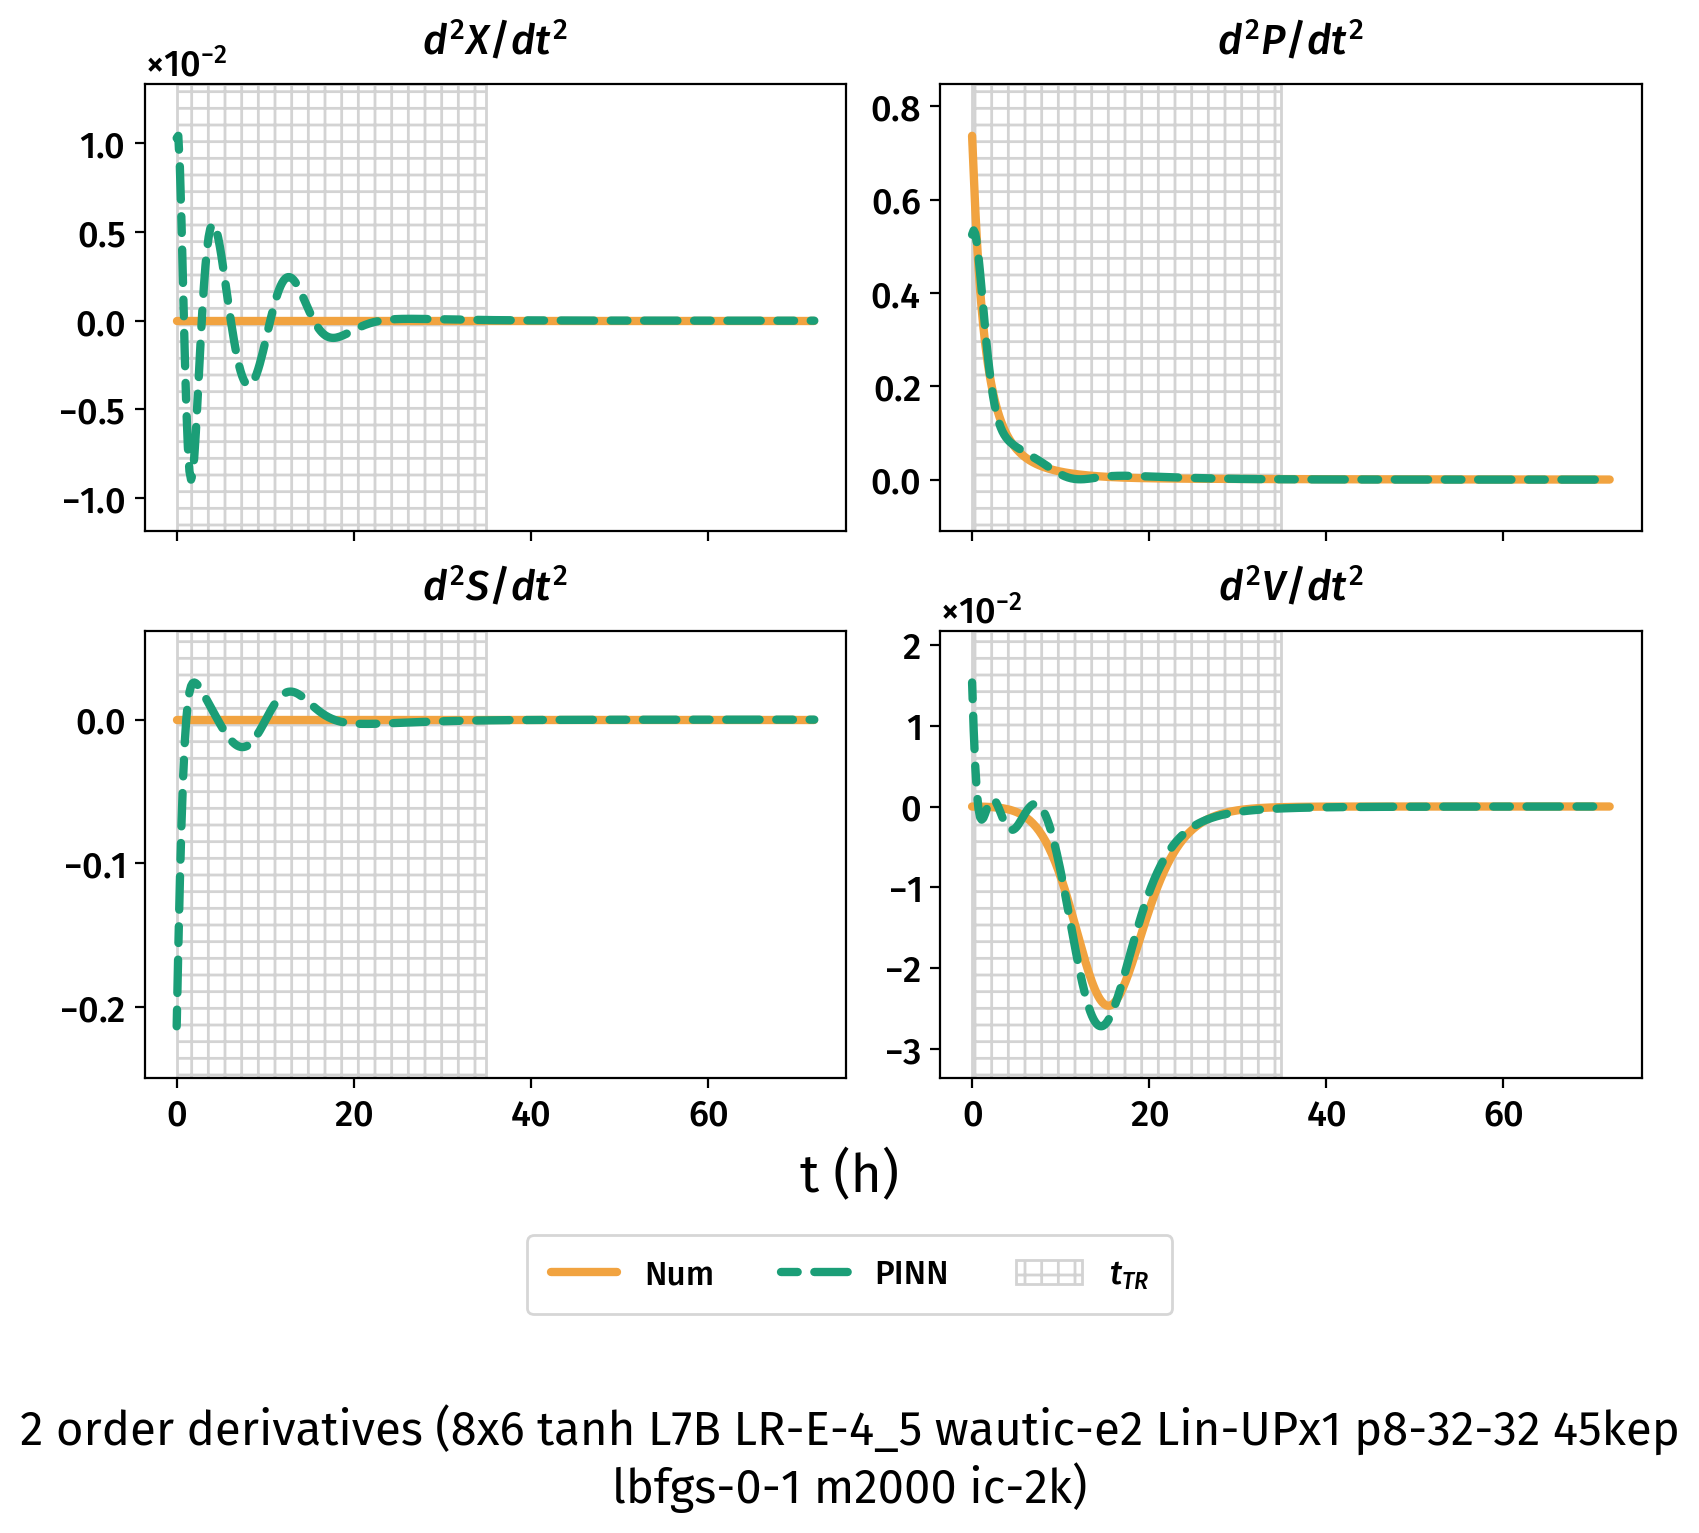 d²X/dt²
×10⁻²
1.0
0.5
0.0
−0.5
−1.0
d²P/dt²
0.8
0.6
0.4
0.2
0.0
d²S/dt²
0.0
−0.1
−0.2
0 20 40 60
d²V/dt²
×10⁻²
2
1
0
−1
−2
−3
0 20 40 60
t (h)
Num PINN t_TR
2 order derivatives (8x6 tanh L7B LR-E-4_5 wautic-e2 Lin-UPx1 p8-32-32 45kep
lbfgs-0-1 m2000 ic-2k)